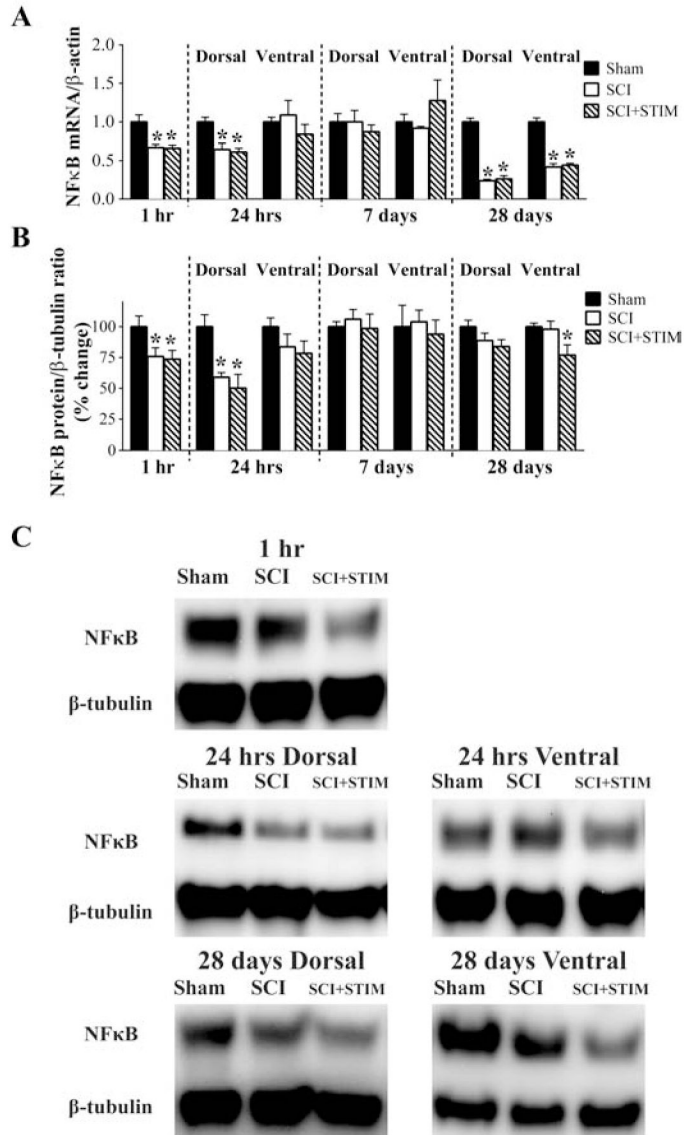 A
NFκB mRNA/β-actin
2.0
1.5
1.0
0.5
0.0
Dorsal Ventral Dorsal Ventral Dorsal Ventral
Sham
SCI
SCI+STIM
* * * * * * * *
1 hr 24 hrs 7 days 28 days
B
NFκB protein/β-tubulin ratio
(% change)
100
75
50
25
0
Dorsal Ventral Dorsal Ventral Dorsal Ventral
Sham
SCI
SCI+STIM
* * * * *
1 hr 24 hrs 7 days 28 days
C
1 hr
Sham SCI SCI+STIM
NFκB
β-tubulin
24 hrs Dorsal 24 hrs Ventral
Sham SCI SCI+STIM Sham SCI SCI+STIM
NFκB
β-tubulin
28 days Dorsal 28 days Ventral
Sham SCI SCI+STIM Sham SCI SCI+STIM
NFκB
β-tubulin